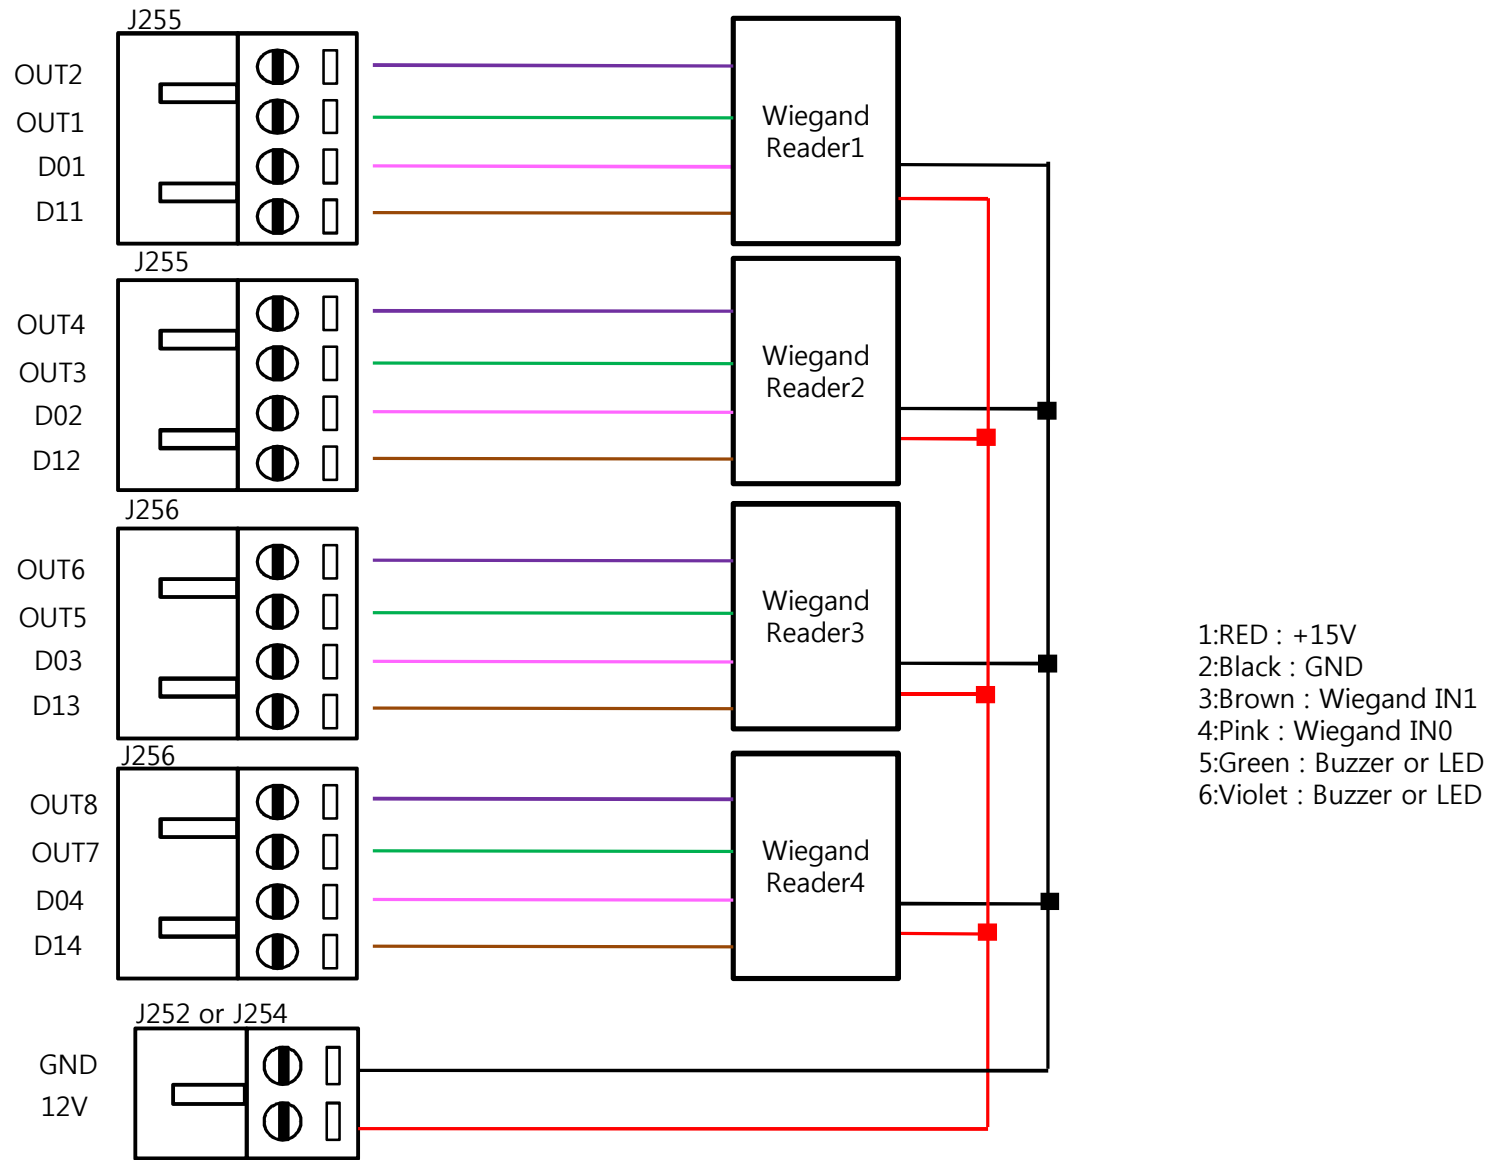 J255
OUT2
OUT1
D01
D11
Wiegand
Reader1
J255
OUT4
OUT3
D02
D12
Wiegand
Reader2
J256
OUT6
OUT5
D03
D13
Wiegand
Reader3
J256
OUT8
OUT7
D04
D14
Wiegand
Reader4
J252 or J254
GND
12V
1:RED : +15V
2:Black : GND
3:Brown : Wiegand IN1
4:Pink : Wiegand IN0
5:Green : Buzzer or LED
6:Violet : Buzzer or LED